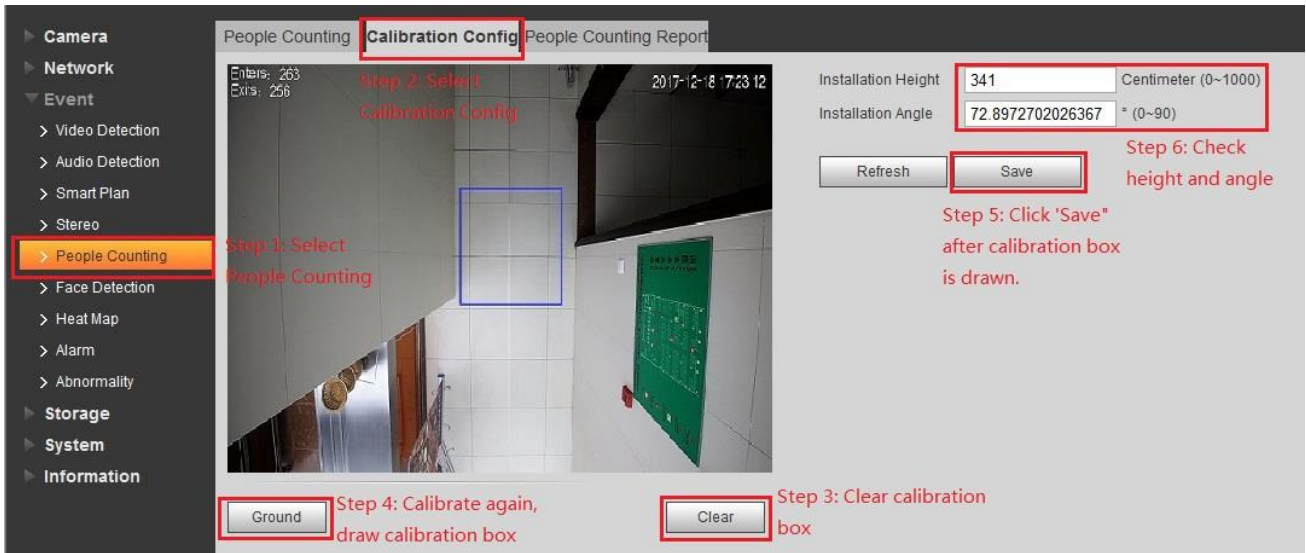 Camera
Network
Event
Video Detection
Audio Detection
Smart Plan
Stereo
People Counting
Face Detection
Heat Map
Alarm
Abnormality
Storage
System
Information
People Counting
Calibration Config
People Counting Report
Enters: 263
Exits: 256
2017-12-18 17:23:12
Step 2: Select
Calibration Config
Step 1: Select
People Counting
Installation Height
341
Centimeter (0~1000)
Installation Angle
72.8972702026367
° (0~90)
Refresh
Save
Step 6: Check
height and angle
Step 5: Click 'Save"
after calibration box
is drawn.
Ground
Step 4: Calibrate again,
draw calibration box
Clear
Step 3: Clear calibration
box